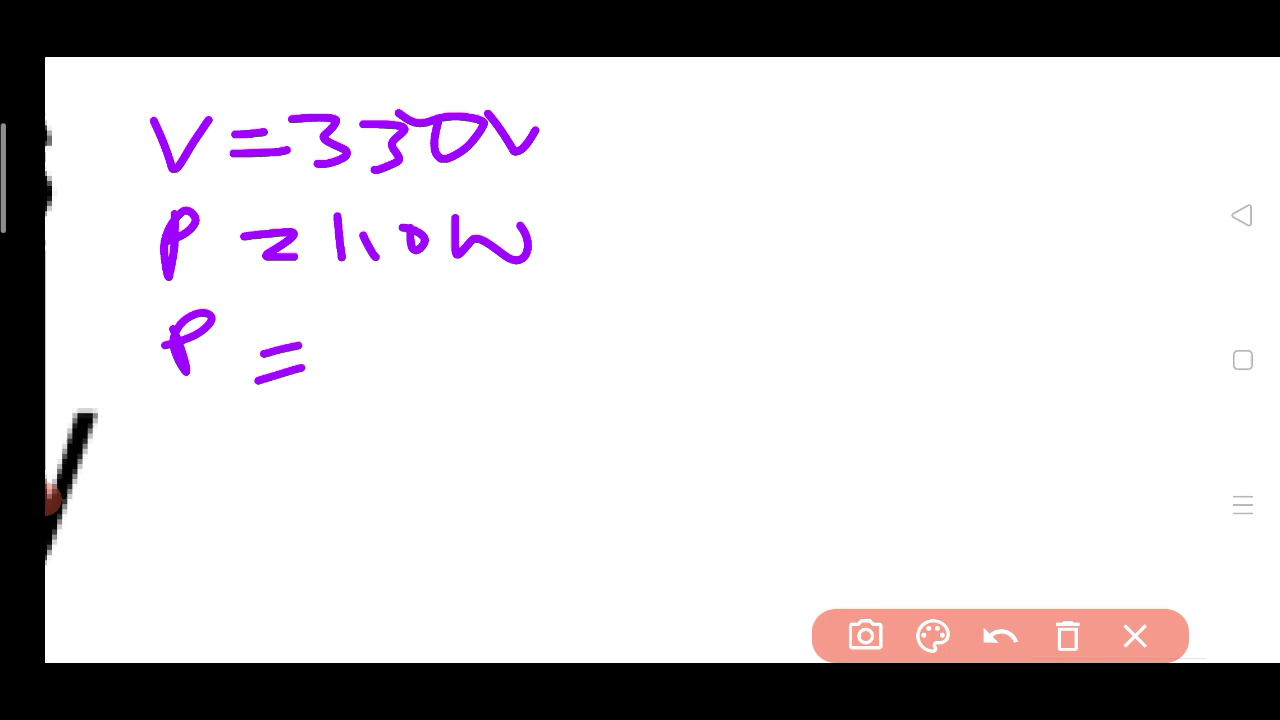 V = 330V
P = 110W
P =